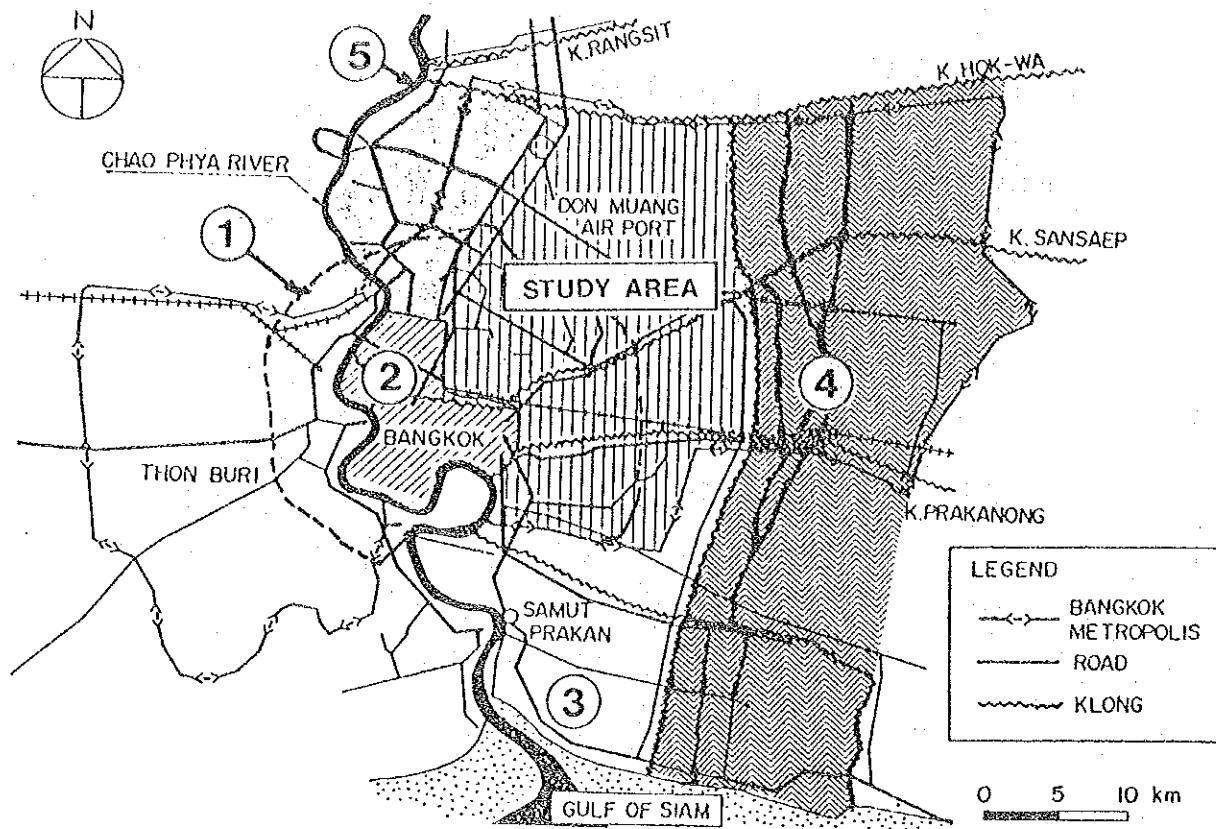 N
5
K. RANGSIT
K. HOK-WA
CHAO PHYA RIVER
DON MUANG
AIR PORT
1
K. SANSAEP
STUDY AREA
2
4
BANGKOK
THON BURI
K. PRAKANONG
LEGEND
BANGKOK
METROPOLIS
ROAD
KLONG
SAMUT
PRAKAN
3
0 5 10 km
GULF OF SIAM